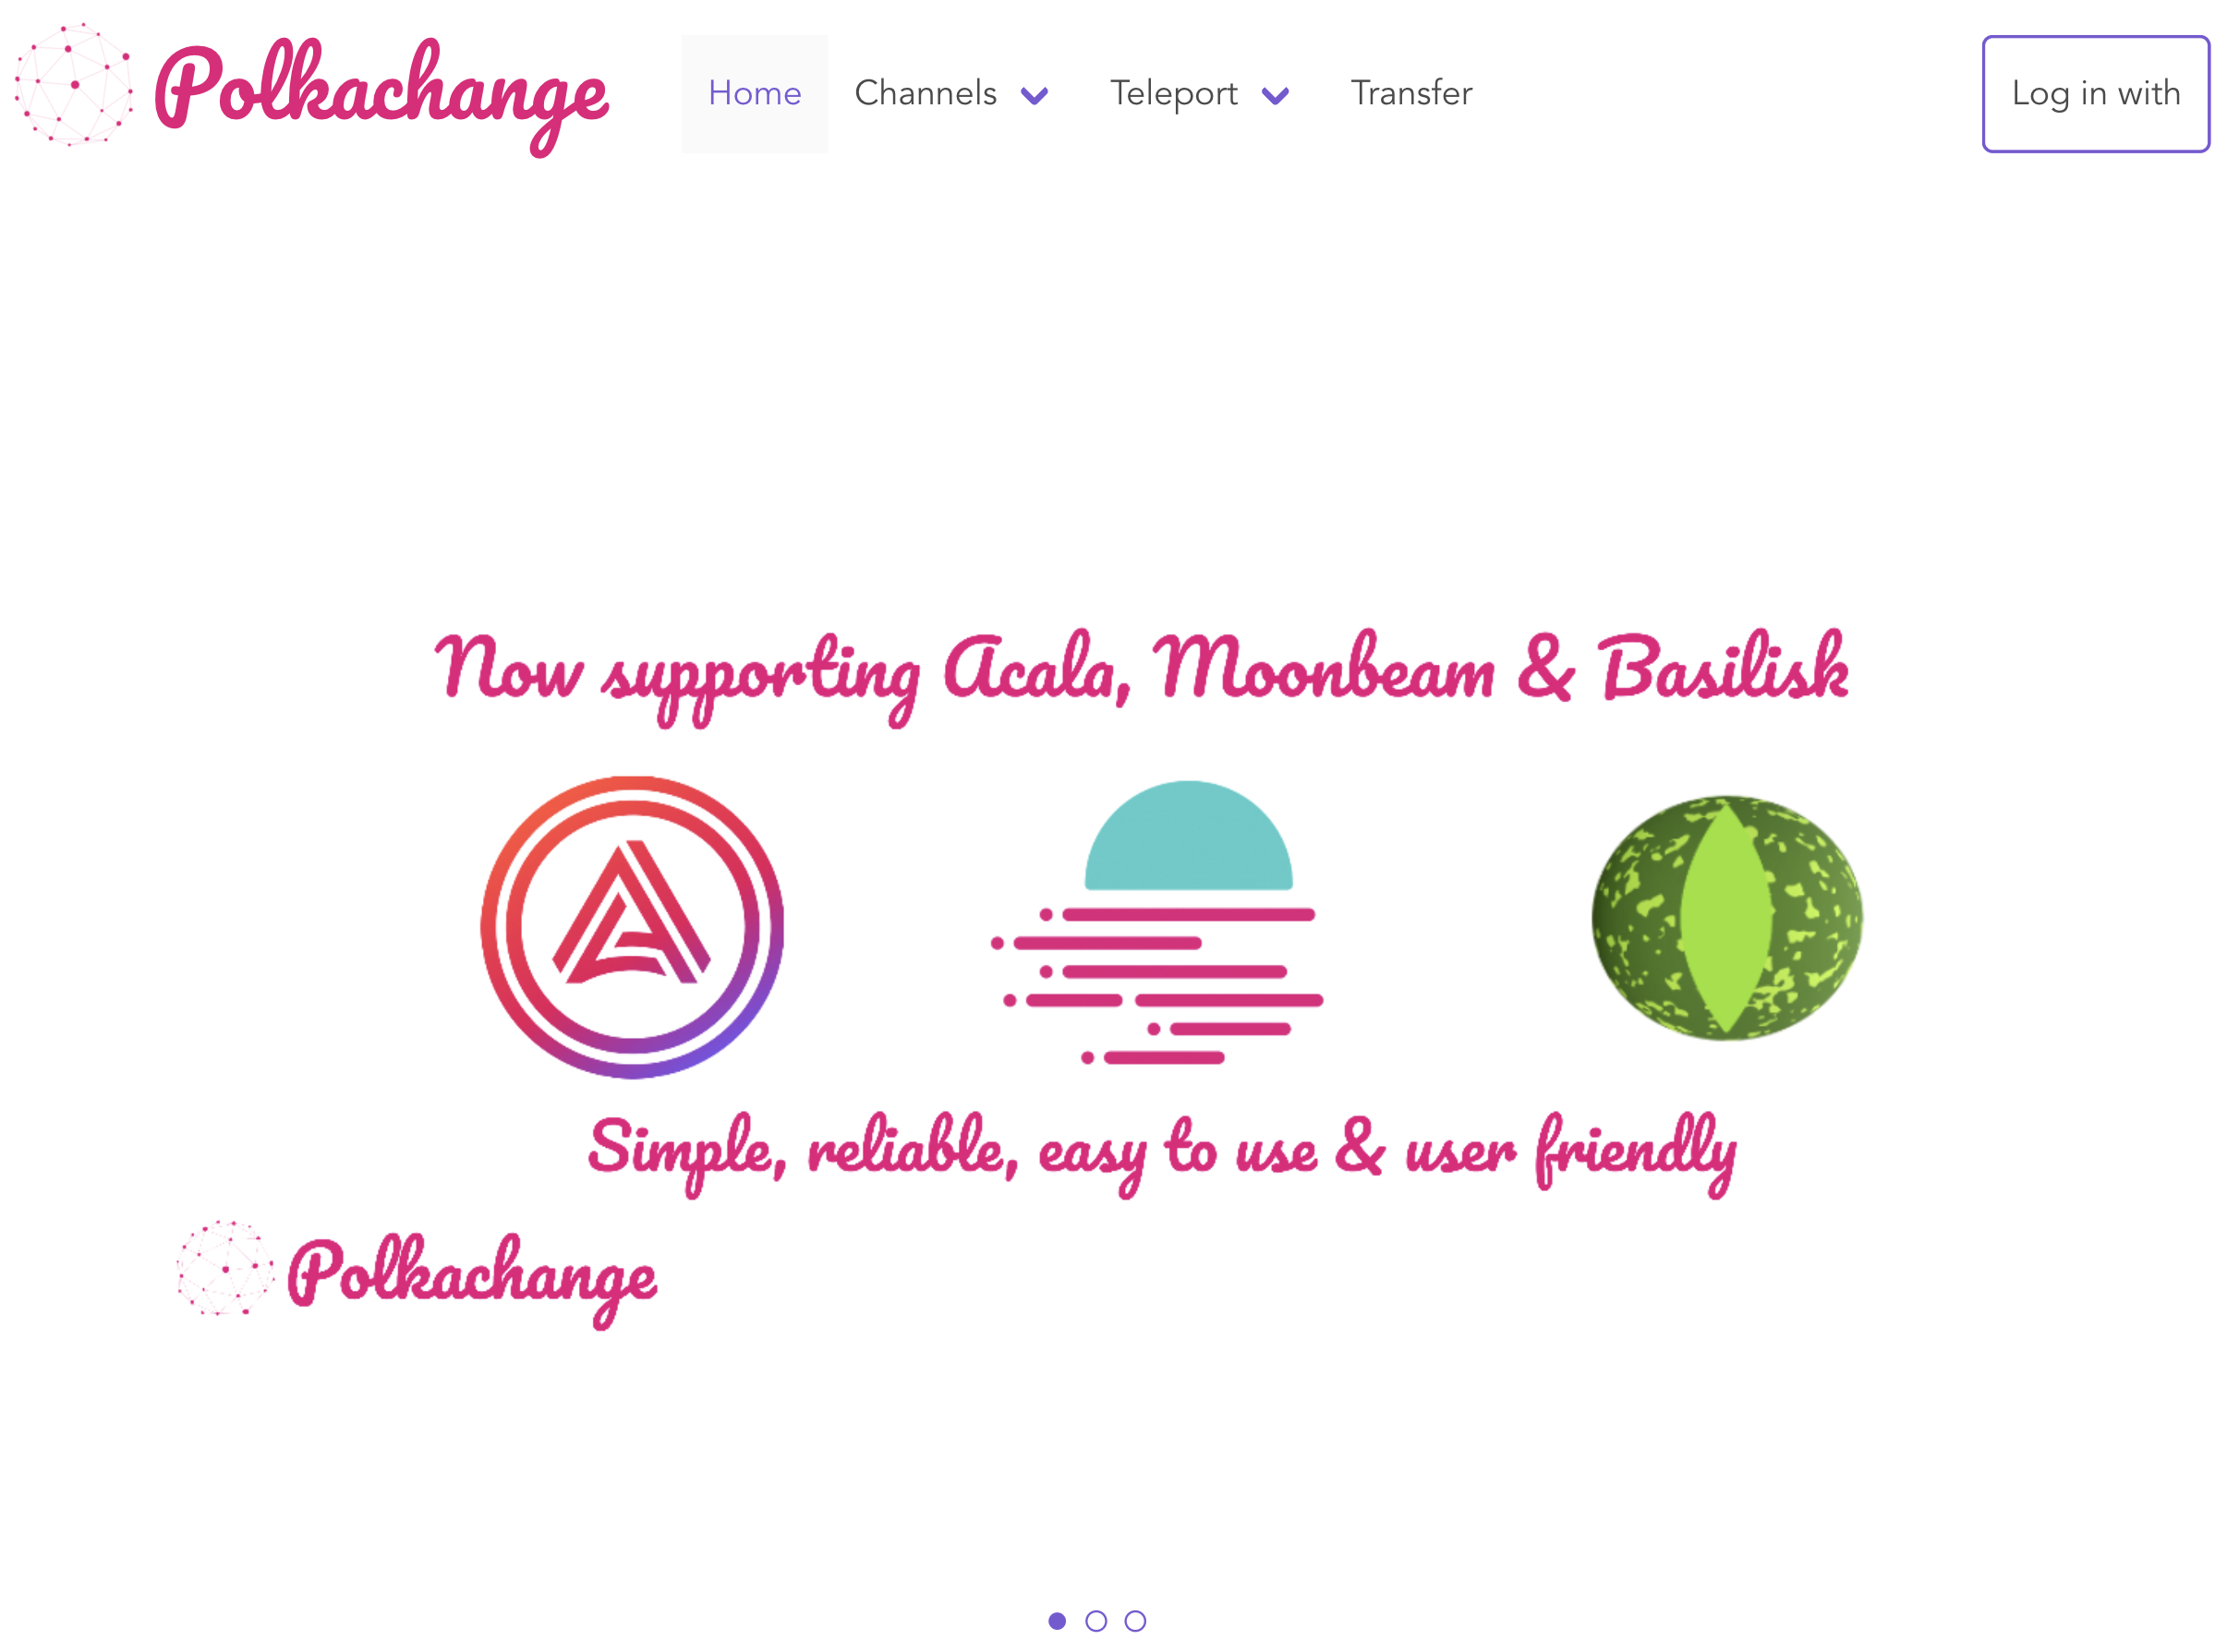 Polkachange Home Channels Teleport Transfer Log in with
Now supporting Acala, Moonbeam & Basilisk
Simple, reliable, easy to use & user friendly
Polkachange